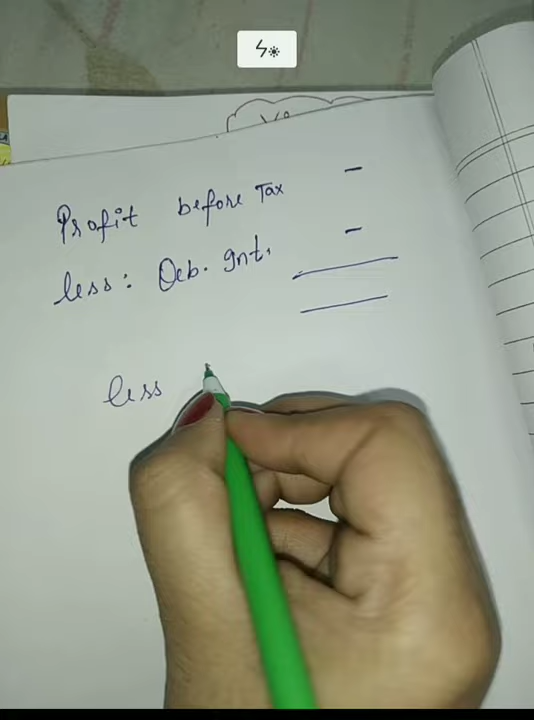 Profit before Tax -
less: Deb. Int. -
less